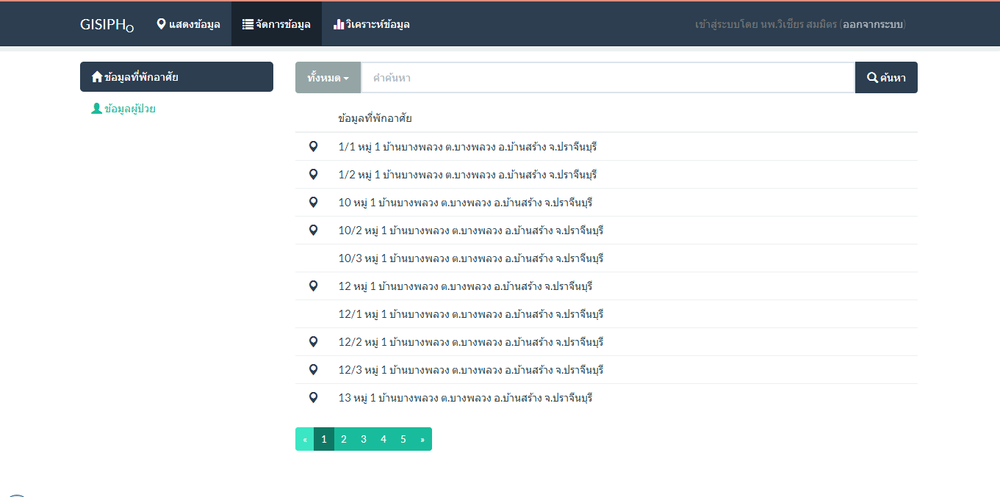 GISIPHO แสดงข้อมูล จัดการข้อมูล วิเคราะห์ข้อมูล เข้าสู่ระบบโดย นพ.วิเชียร สมมิตร (ออกจากระบบ)
ข้อมูลที่พักอาศัย
ข้อมูลผู้ป่วย
ทั้งหมด คำค้นหา ค้นหา
ข้อมูลที่พักอาศัย
1/1 หมู่ 1 บ้านบางพลวง ต.บางพลวง อ.บ้านสร้าง จ.ปราจีนบุรี
1/2 หมู่ 1 บ้านบางพลวง ต.บางพลวง อ.บ้านสร้าง จ.ปราจีนบุรี
10 หมู่ 1 บ้านบางพลวง ต.บางพลวง อ.บ้านสร้าง จ.ปราจีนบุรี
10/2 หมู่ 1 บ้านบางพลวง ต.บางพลวง อ.บ้านสร้าง จ.ปราจีนบุรี
10/3 หมู่ 1 บ้านบางพลวง ต.บางพลวง อ.บ้านสร้าง จ.ปราจีนบุรี
12 หมู่ 1 บ้านบางพลวง ต.บางพลวง อ.บ้านสร้าง จ.ปราจีนบุรี
12/1 หมู่ 1 บ้านบางพลวง ต.บางพลวง อ.บ้านสร้าง จ.ปราจีนบุรี
12/2 หมู่ 1 บ้านบางพลวง ต.บางพลวง อ.บ้านสร้าง จ.ปราจีนบุรี
12/3 หมู่ 1 บ้านบางพลวง ต.บางพลวง อ.บ้านสร้าง จ.ปราจีนบุรี
13 หมู่ 1 บ้านบางพลวง ต.บางพลวง อ.บ้านสร้าง จ.ปราจีนบุรี
« 1 2 3 4 5 »